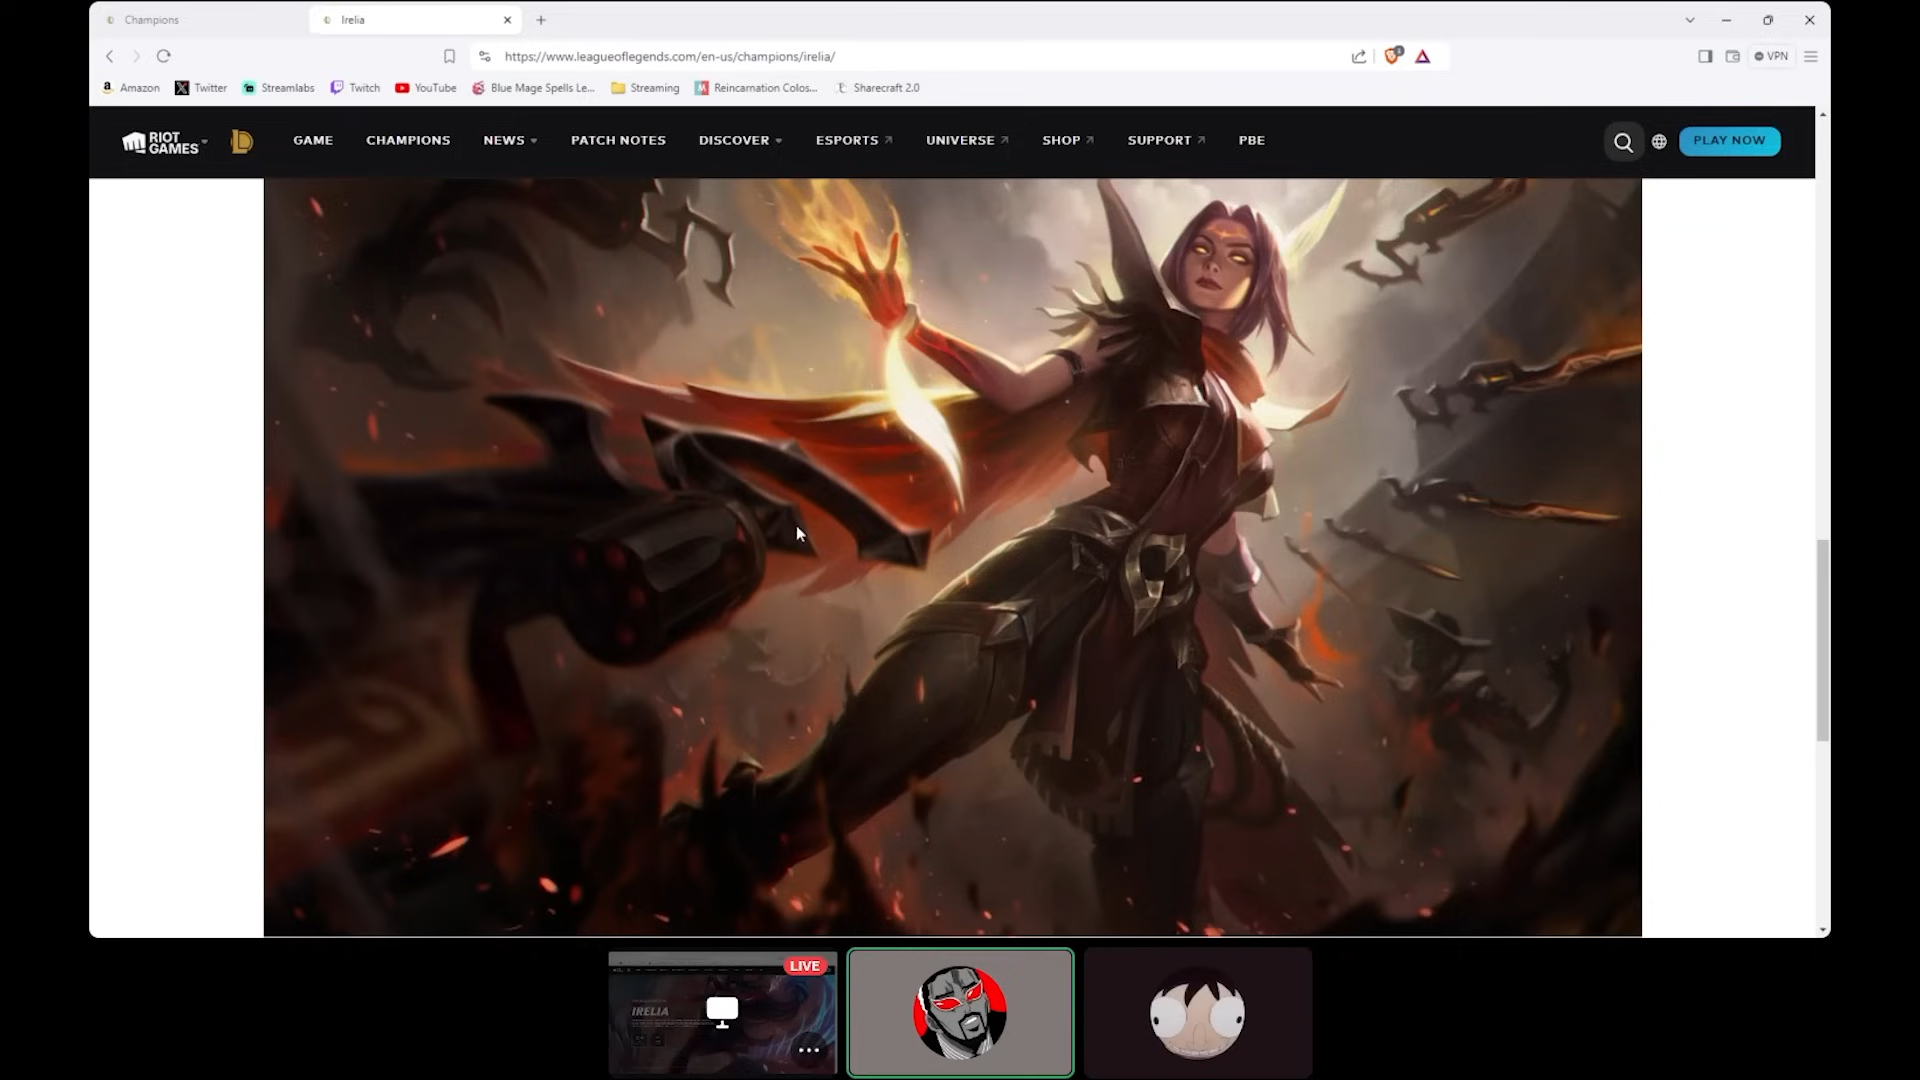 Champions
Irelia
https://www.leagueoflegends.com/en-us/champions/irelia/
VPN
Amazon Twitter Streamlabs Twitch YouTube Blue Mage Spells Le... Streaming Reincarnation Colos... Sharecraft 2.0
RIOT GAMES GAME CHAMPIONS NEWS PATCH NOTES DISCOVER ESPORTS UNIVERSE SHOP SUPPORT PBE PLAY NOW
LIVE
IRELIA